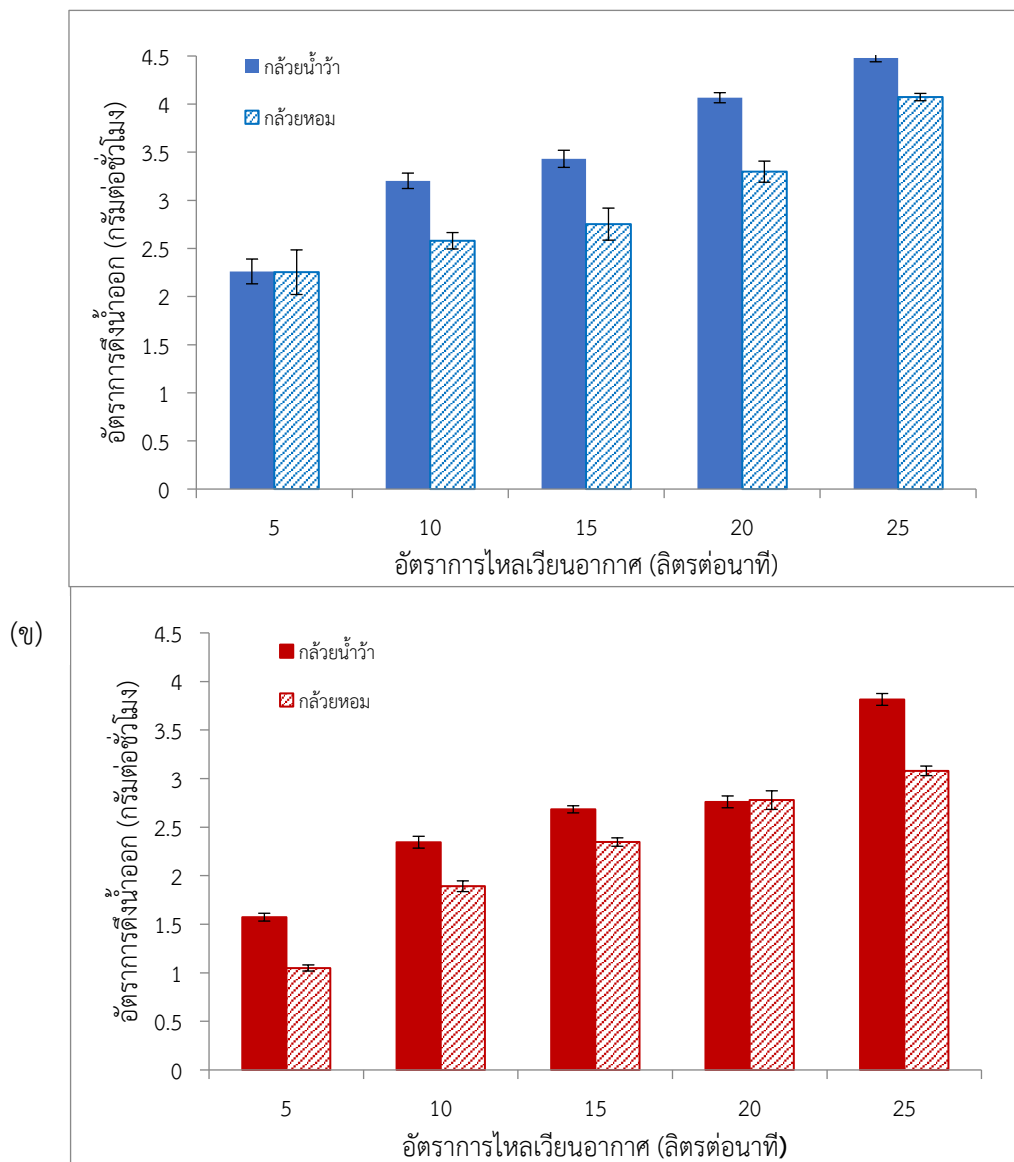 4.5
4
3.5
3
2.5
2
1.5
1
0.5
0
กล้วยน้ำว้า
กล้วยหอม
อัตราการดึงน้ำออก (กรัมต่อชั่วโมง)
5 10 15 20 25
อัตราการไหลเวียนอากาศ (ลิตรต่อนาที)
(ข)
4.5
4
3.5
3
2.5
2
1.5
1
0.5
0
กล้วยน้ำว้า
กล้วยหอม
อัตราการดึงน้ำออก (กรัมต่อชั่วโมง)
5 10 15 20 25
อัตราการไหลเวียนอากาศ (ลิตรต่อนาที)